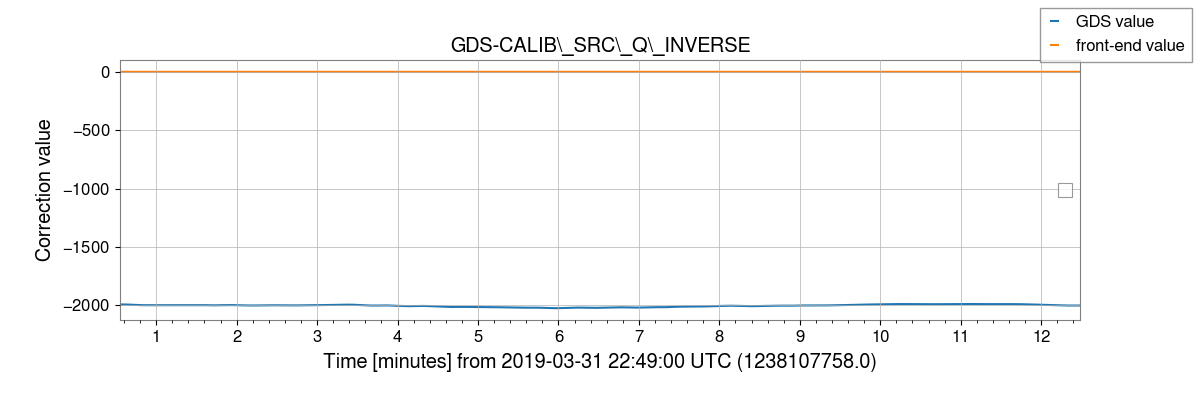 GDS value
front-end value
GDS-CALIB\_SRC\_Q\_INVERSE
Correction value
0
−500
−1000
−1500
−2000
1 2 3 4 5 6 7 8 9 10 11 12
Time [minutes] from 2019-03-31 22:49:00 UTC (1238107758.0)